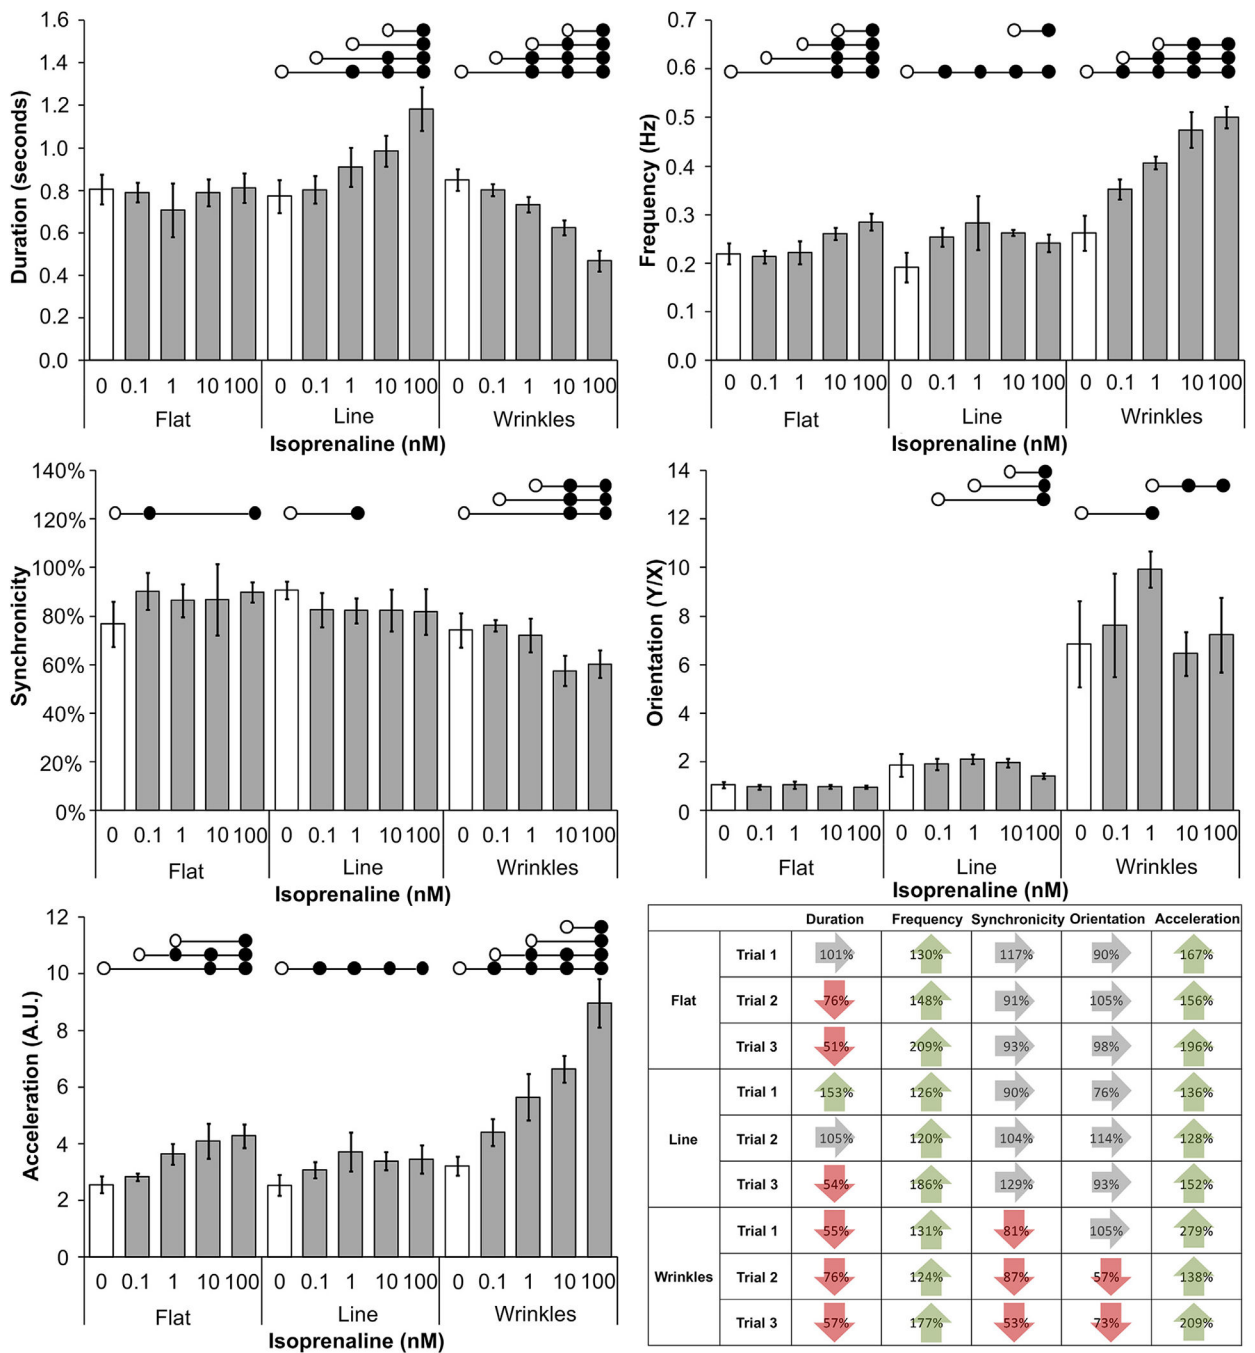 Duration (seconds)
1.6
1.4
1.2
1.0
0.8
0.6
0.4
0.2
0.0
0 0.1 1 10 100 0 0.1 1 10 100 0 0.1 1 10 100
Flat Line Wrinkles
Isoprenaline (nM)
Frequency (Hz)
0.7
0.6
0.5
0.4
0.3
0.2
0.1
0.0
0 0.1 1 10 100 0 0.1 1 10 100 0 0.1 1 10 100
Flat Line Wrinkles
Isoprenaline (nM)
Synchronicity
140%
120%
100%
80%
60%
40%
20%
0%
0 0.1 1 10 100 0 0.1 1 10 100 0 0.1 1 10 100
Flat Line Wrinkles
Isoprenaline (nM)
Orientation (Y/X)
14
12
10
8
6
4
2
0
0 0.1 1 10 100 0 0.1 1 10 100 0 0.1 1 10 100
Flat Line Wrinkles
Isoprenaline (nM)
Acceleration (A.U.)
12
10
8
6
4
2
0
0 0.1 1 10 100 0 0.1 1 10 100 0 0.1 1 10 100
Flat Line Wrinkles
Isoprenaline (nM)
Duration Frequency Synchronicity Orientation Acceleration
Flat
Trial 1 101% 130% 117% 90% 167%
Trial 2 76% 148% 91% 105% 156%
Trial 3 51% 209% 93% 98% 196%
Line
Trial 1 153% 126% 90% 76% 136%
Trial 2 105% 120% 104% 114% 128%
Trial 3 54% 186% 129% 93% 152%
Wrinkles
Trial 1 55% 131% 81% 105% 279%
Trial 2 76% 124% 87% 57% 138%
Trial 3 57% 177% 53% 73% 209%